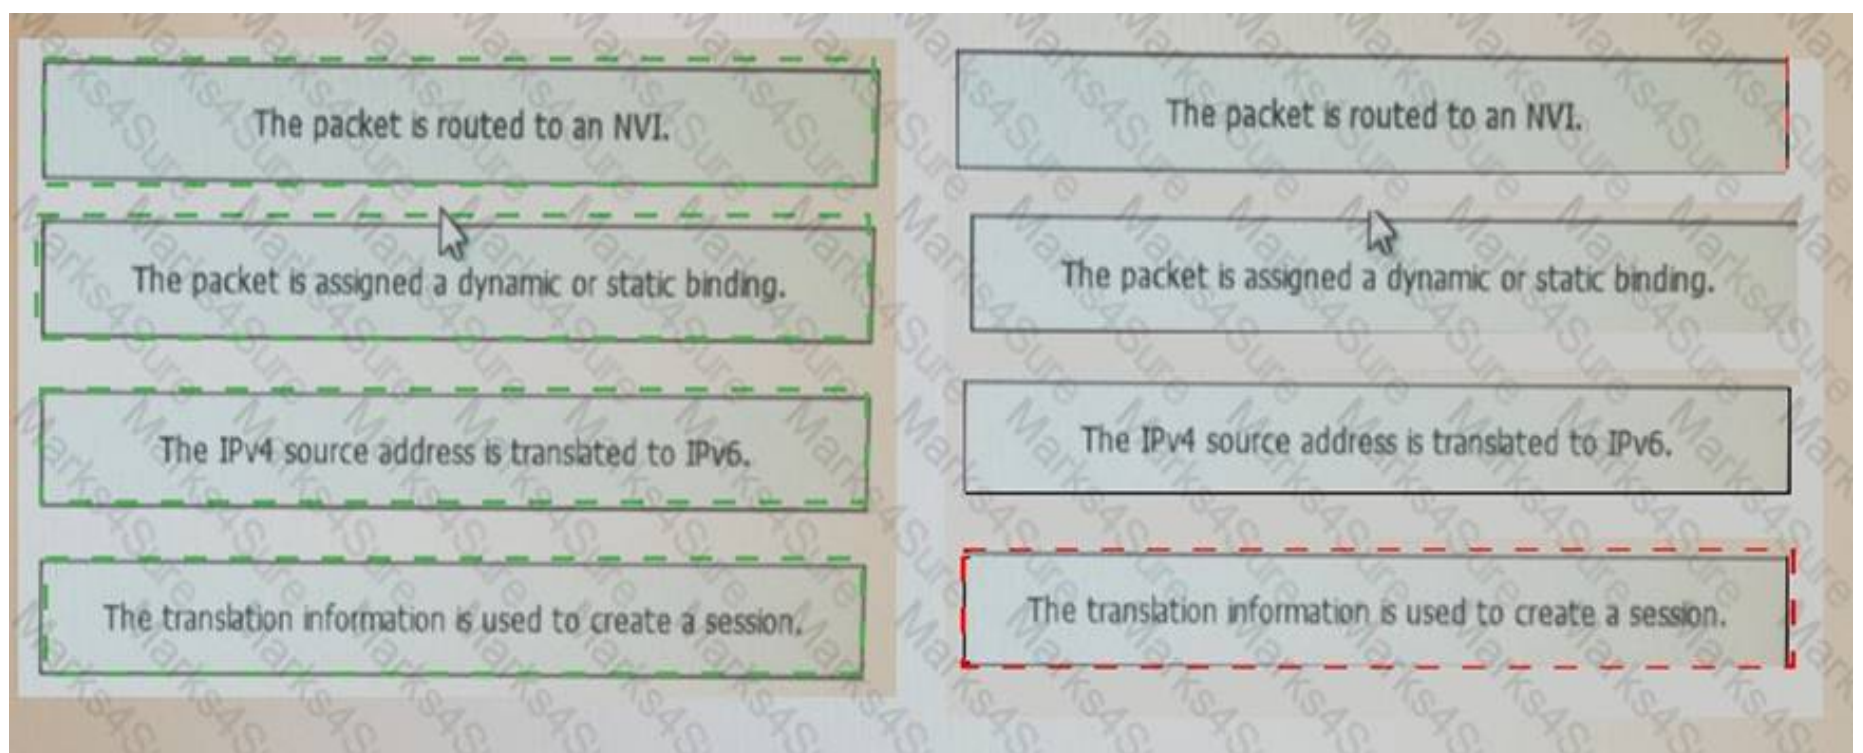 The packet is routed to an NVI.
The packet is assigned a dynamic or static binding.
The IPv4 source address is translated to IPv6.
The translation information is used to create a session.
The packet is routed to an NVI.
The packet is assigned a dynamic or static binding.
The IPv4 source address is translated to IPv6.
The translation information is used to create a session.
Marks4Sure